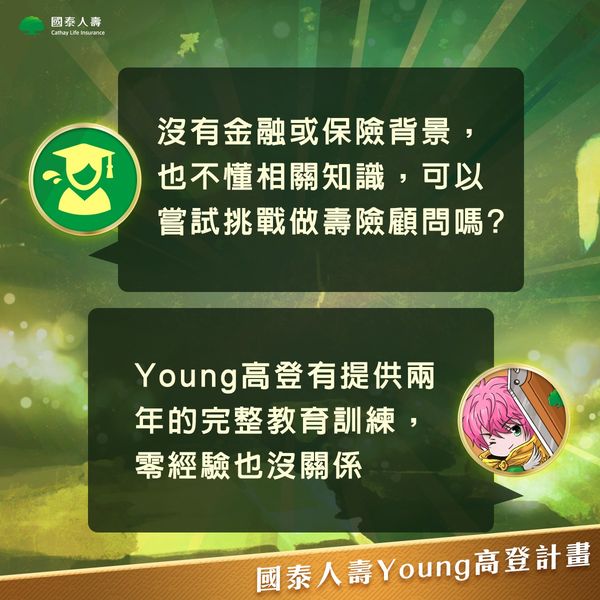 國泰人壽
Cathay Life Insurance
沒有金融或保險背景，
也不懂相關知識，可以
嘗試挑戰做壽險顧問嗎?
Young高登有提供兩
年的完整教育訓練，
零經驗也沒關係
國泰人壽Young高登計畫